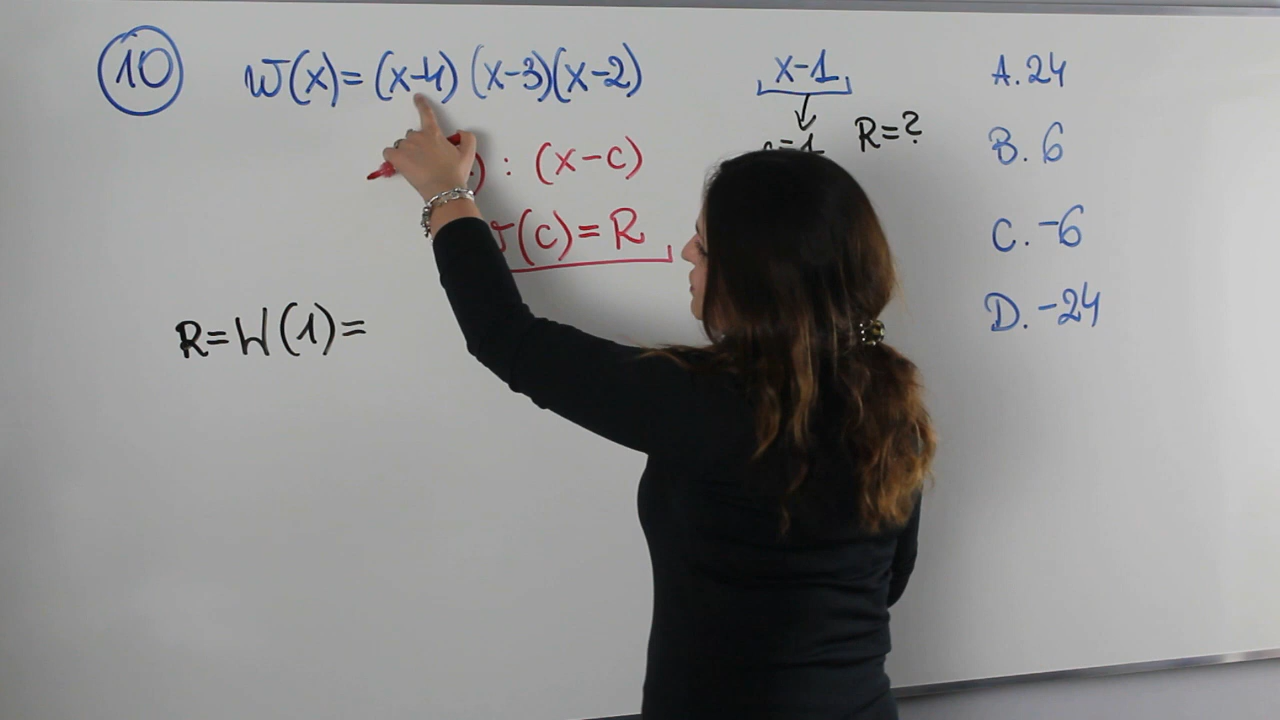 10 W(x)=(x-4)(x-3)(x-2)
x-1
R=?
: (x-c)
(c)=R
R=W(1)=
A. 24
B. 6
C. -6
D. -24